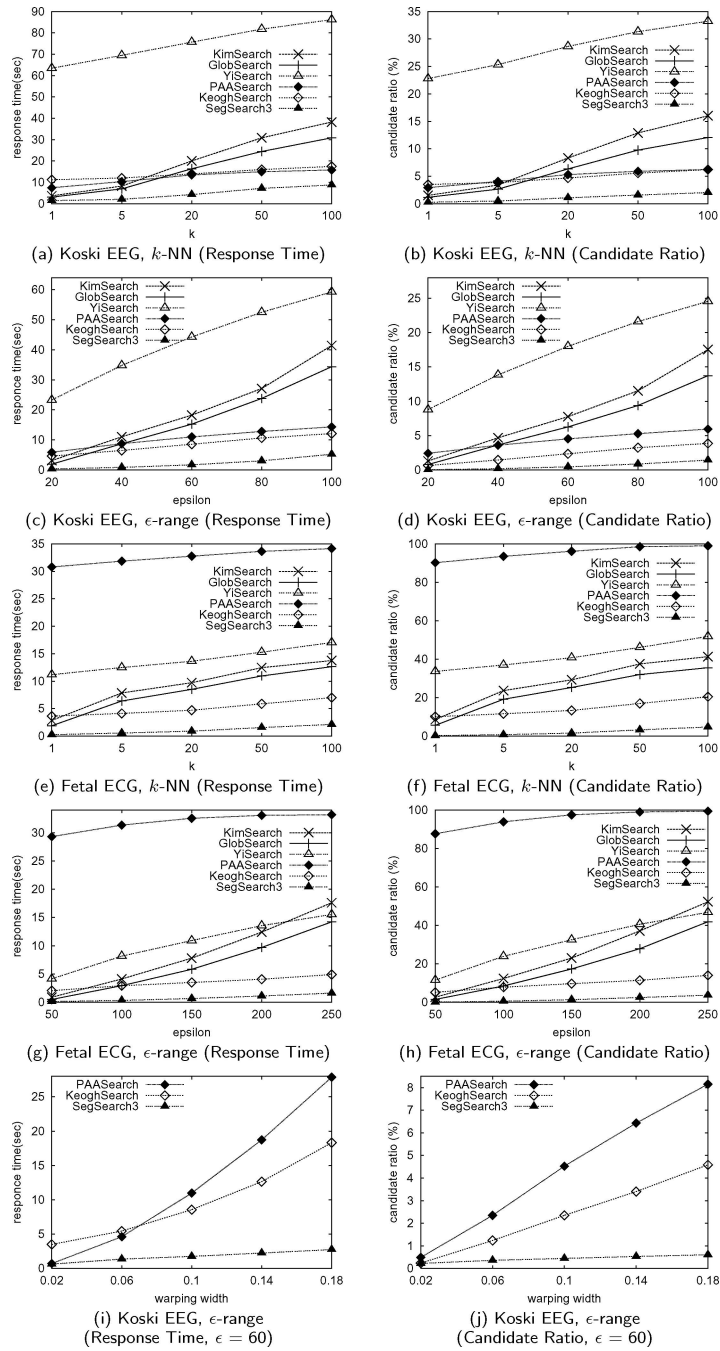 90
80
70
60
50
40
30
20
10
0
response time(sec)
KimSearch
GlobSearch
YiSearch
PAASearch
KeoghSearch
SegSearch3
1 5 20 50 100
k
(a) Koski EEG, k-NN (Response Time)
35
30
25
20
15
10
5
0
candidate ratio (%)
KimSearch
GlobSearch
YiSearch
PAASearch
KeoghSearch
SegSearch3
1 5 20 50 100
k
(b) Koski EEG, k-NN (Candidate Ratio)
60
50
40
30
20
10
0
responce time(sec)
KimSearch
GlobSearch
YiSearch
PAASearch
KeoghSearch
SegSearch3
20 40 60 80 100
epsilon
(c) Koski EEG, ϵ-range (Response Time)
25
20
15
10
5
0
candidate ratio (%)
KimSearch
GlobSearch
YiSearch
PAASearch
KeoghSearch
SegSearch3
20 40 60 80 100
epsilon
(d) Koski EEG, ϵ-range (Candidate Ratio)
35
30
25
20
15
10
5
0
response time(sec)
KimSearch
GlobSearch
YiSearch
PAASearch
KeoghSearch
SegSearch3
1 5 20 50 100
k
(e) Fetal ECG, k-NN (Response Time)
100
80
60
40
20
0
candidate ratio (%)
KimSearch
GlobSearch
YiSearch
PAASearch
KeoghSearch
SegSearch3
1 5 20 50 100
k
(f) Fetal ECG, k-NN (Candidate Ratio)
30
25
20
15
10
5
0
responce time(sec)
KimSearch
GlobSearch
YiSearch
PAASearch
KeoghSearch
SegSearch3
50 100 150 200 250
epsilon
(g) Fetal ECG, ϵ-range (Response Time)
100
80
60
40
20
0
candidate ratio (%)
KimSearch
GlobSearch
YiSearch
PAASearch
KeoghSearch
SegSearch3
50 100 150 200 250
epsilon
(h) Fetal ECG, ϵ-range (Candidate Ratio)
25
20
15
10
5
0
responce time(sec)
PAASearch
KeoghSearch
SegSearch3
0.02 0.06 0.1 0.14 0.18
warping width
(i) Koski EEG, ϵ-range
(Response Time, ϵ = 60)
8
7
6
5
4
3
2
1
0
candidate ratio (%)
PAASearch
KeoghSearch
SegSearch3
0.02 0.06 0.1 0.14 0.18
warping width
(j) Koski EEG, ϵ-range
(Candidate Ratio, ϵ = 60)